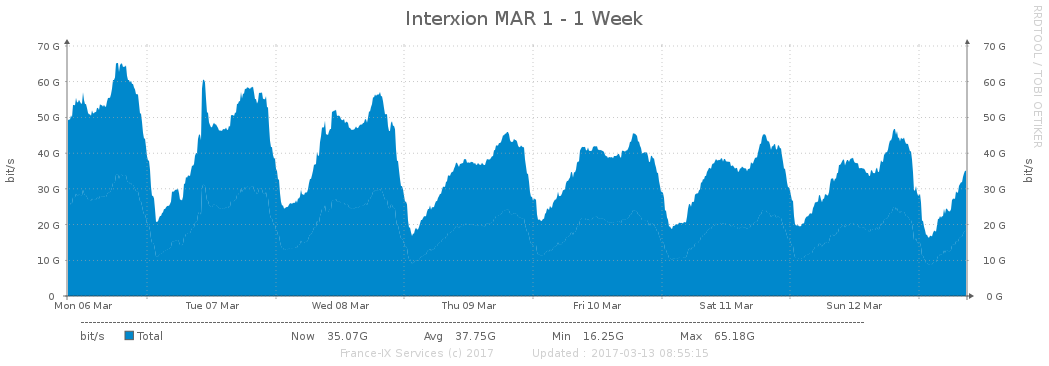 Interxion MAR 1 - 1 Week
RRDTOOL / TOBI OETIKER
bit/s
70 G 70 G
60 G 60 G
50 G 50 G
40 G 40 G
30 G 30 G
20 G 20 G
10 G 10 G
0 0 G
bit/s
Mon 06 Mar Tue 07 Mar Wed 08 Mar Thu 09 Mar Fri 10 Mar Sat 11 Mar Sun 12 Mar
bit/s Total Now 35.07G Avg 37.75G Min 16.25G Max 65.18G
France-IX Services (c) 2017 Updated : 2017-03-13 08:55:15